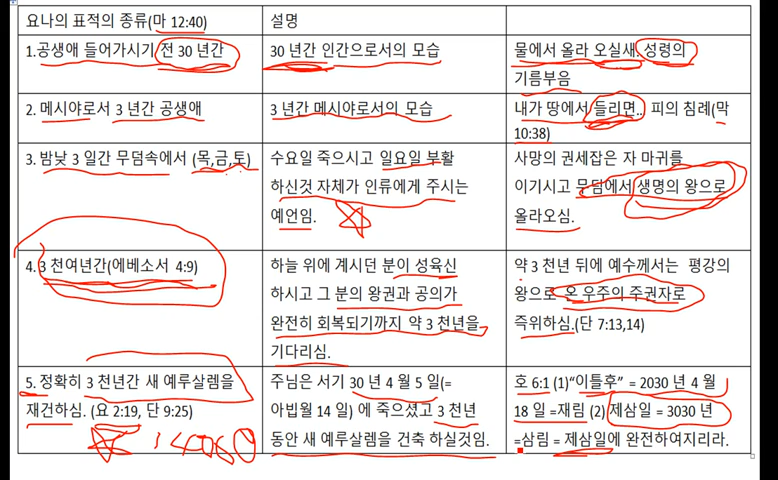 요나의 표적의 종류(마 12:40)
설명
1.공생애 들어가시기 전 30 년간
30 년간 인간으로서의 모습
물에서 올라 오실새. 성령의
기름부음
2. 메시야로서 3 년간 공생애
3 년간 메시야로서의 모습
내가 땅에서 들리면.. 피의 침례(막
10:38)
3. 밤낮 3 일간 무덤속에서 (목,금,토)
수요일 죽으시고 일요일 부활
하신것 자체가 인류에게 주시는
예언임.
사망의 권세잡은 자 마귀를
이기시고 무덤에서 생명의 왕으로
올라오심.
4. 3 천여년간(에베소서 4:9)
하늘 위에 계시던 분이 성육신
하시고 그 분의 왕권과 공의가
완전히 회복되기까지 약 3 천년을
기다리심.
약 3 천년 뒤에 예수께서는 평강의
왕으로 온 우주의 주권자로
즉위하심.(단 7:13,14)
5. 정확히 3 천년간 새 예루살렘을
재건하심. (요 2:19, 단 9:25)
주님은 서기 30 년 4 월 5 일(=
아빕월 14 일) 에 죽으셨고 3 천년
동안 새 예루살렘을 건축 하실것임.
호 6:1 (1)"이틀후" = 2030 년 4 월
18 일 =재림 (2) 제삼일 = 3030 년
=삼림 = 제삼일에 완전하여지리라.